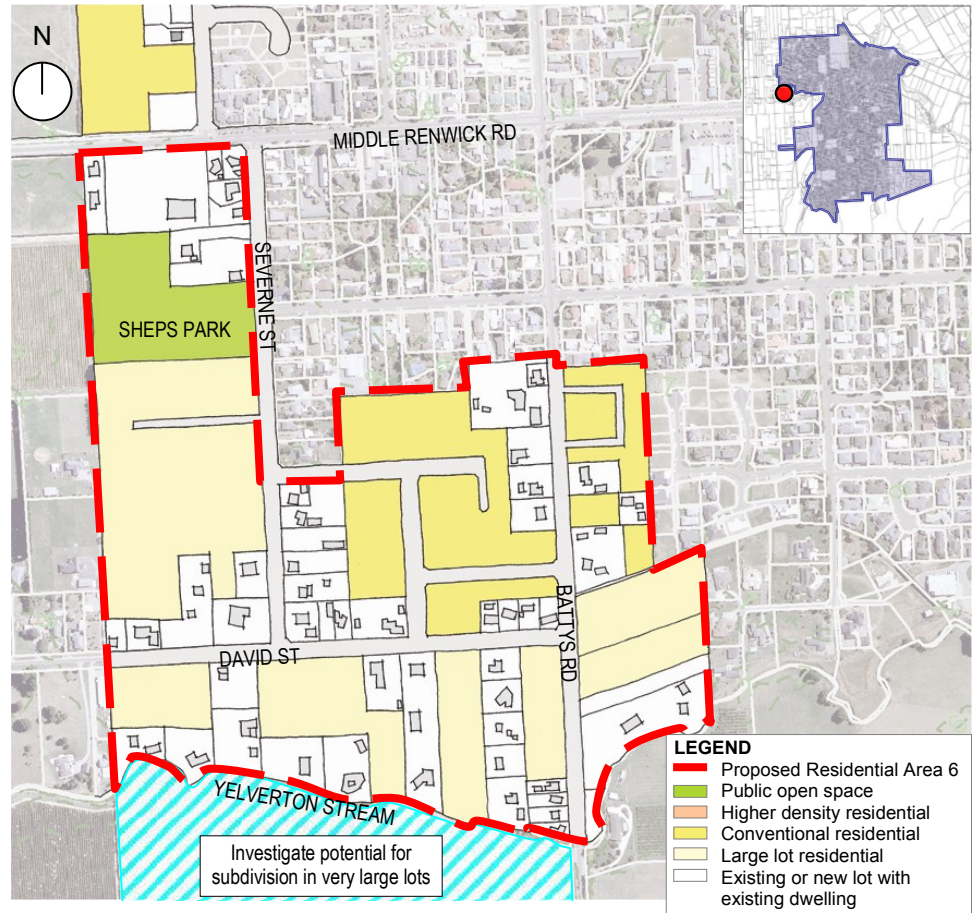 N
MIDDLE RENWICK RD
SEVERNE ST
SHEPS PARK
BATTYS RD
DAVID ST
YELVERTON STREAM
Investigate potential for
subdivision in very large lots
LEGEND
Proposed Residential Area 6
Public open space
Higher density residential
Conventional residential
Large lot residential
Existing or new lot with
existing dwelling